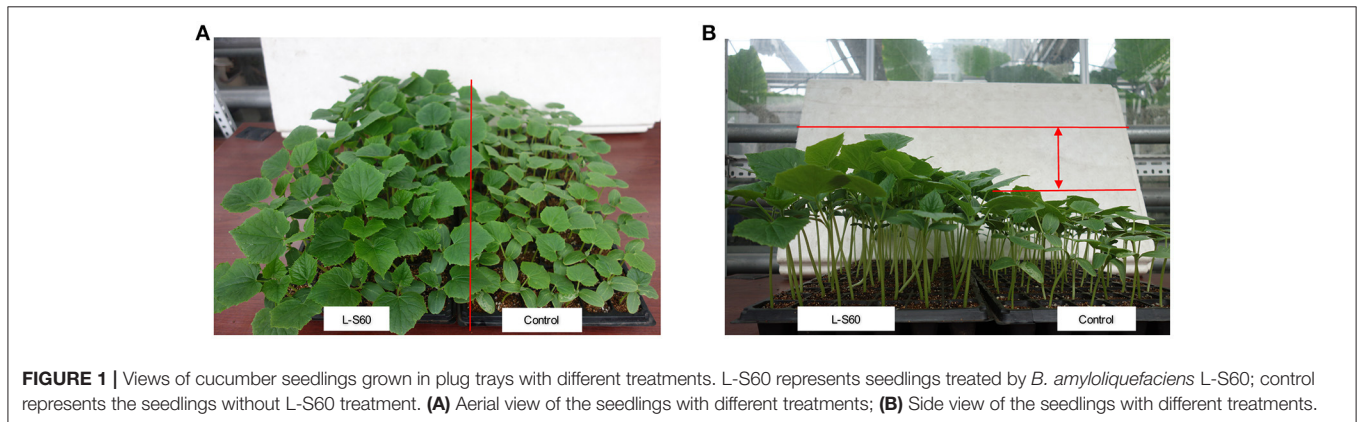 A
B
L-S60
Control
L-S60
Control
FIGURE 1 | Views of cucumber seedlings grown in plug trays with different treatments. L-S60 represents seedlings treated by B. amyloliquefaciens L-S60; control
represents the seedlings without L-S60 treatment. (A) Aerial view of the seedlings with different treatments; (B) Side view of the seedlings with different treatments.